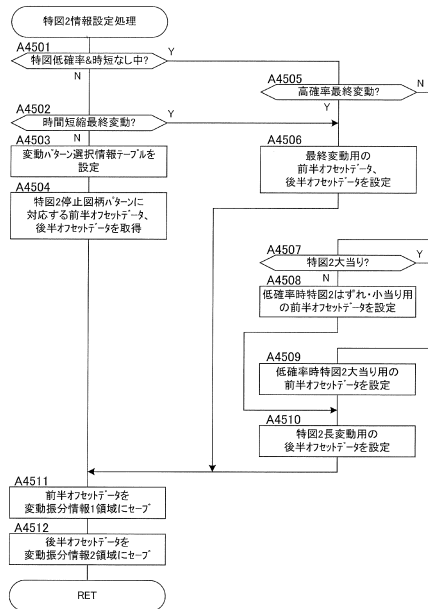 特図2情報設定処理
A4501
特図低確率&時短なし中?
Y
N
A4505
高確率最終変動?
N
Y
A4502
時間短縮最終変動?
Y
N
A4503
変動パターン選択情報テーブルを
設定
A4504
特図2停止図柄パターンに
対応する前半オフセットデータ、
後半オフセットデータを取得
A4506
最終変動用の
前半オフセットデータ、
後半オフセットデータを設定
A4507
特図2大当り?
Y
N
A4508
低確率時特図2はずれ・小当り用
の前半オフセットデータを設定
A4509
低確率時特図2大当り用の
前半オフセットデータを設定
A4510
特図2長変動用の
後半オフセットデータを設定
A4511
前半オフセットデータを
変動振分情報1領域にセーブ
A4512
後半オフセットデータを
変動振分情報2領域にセーブ
RET